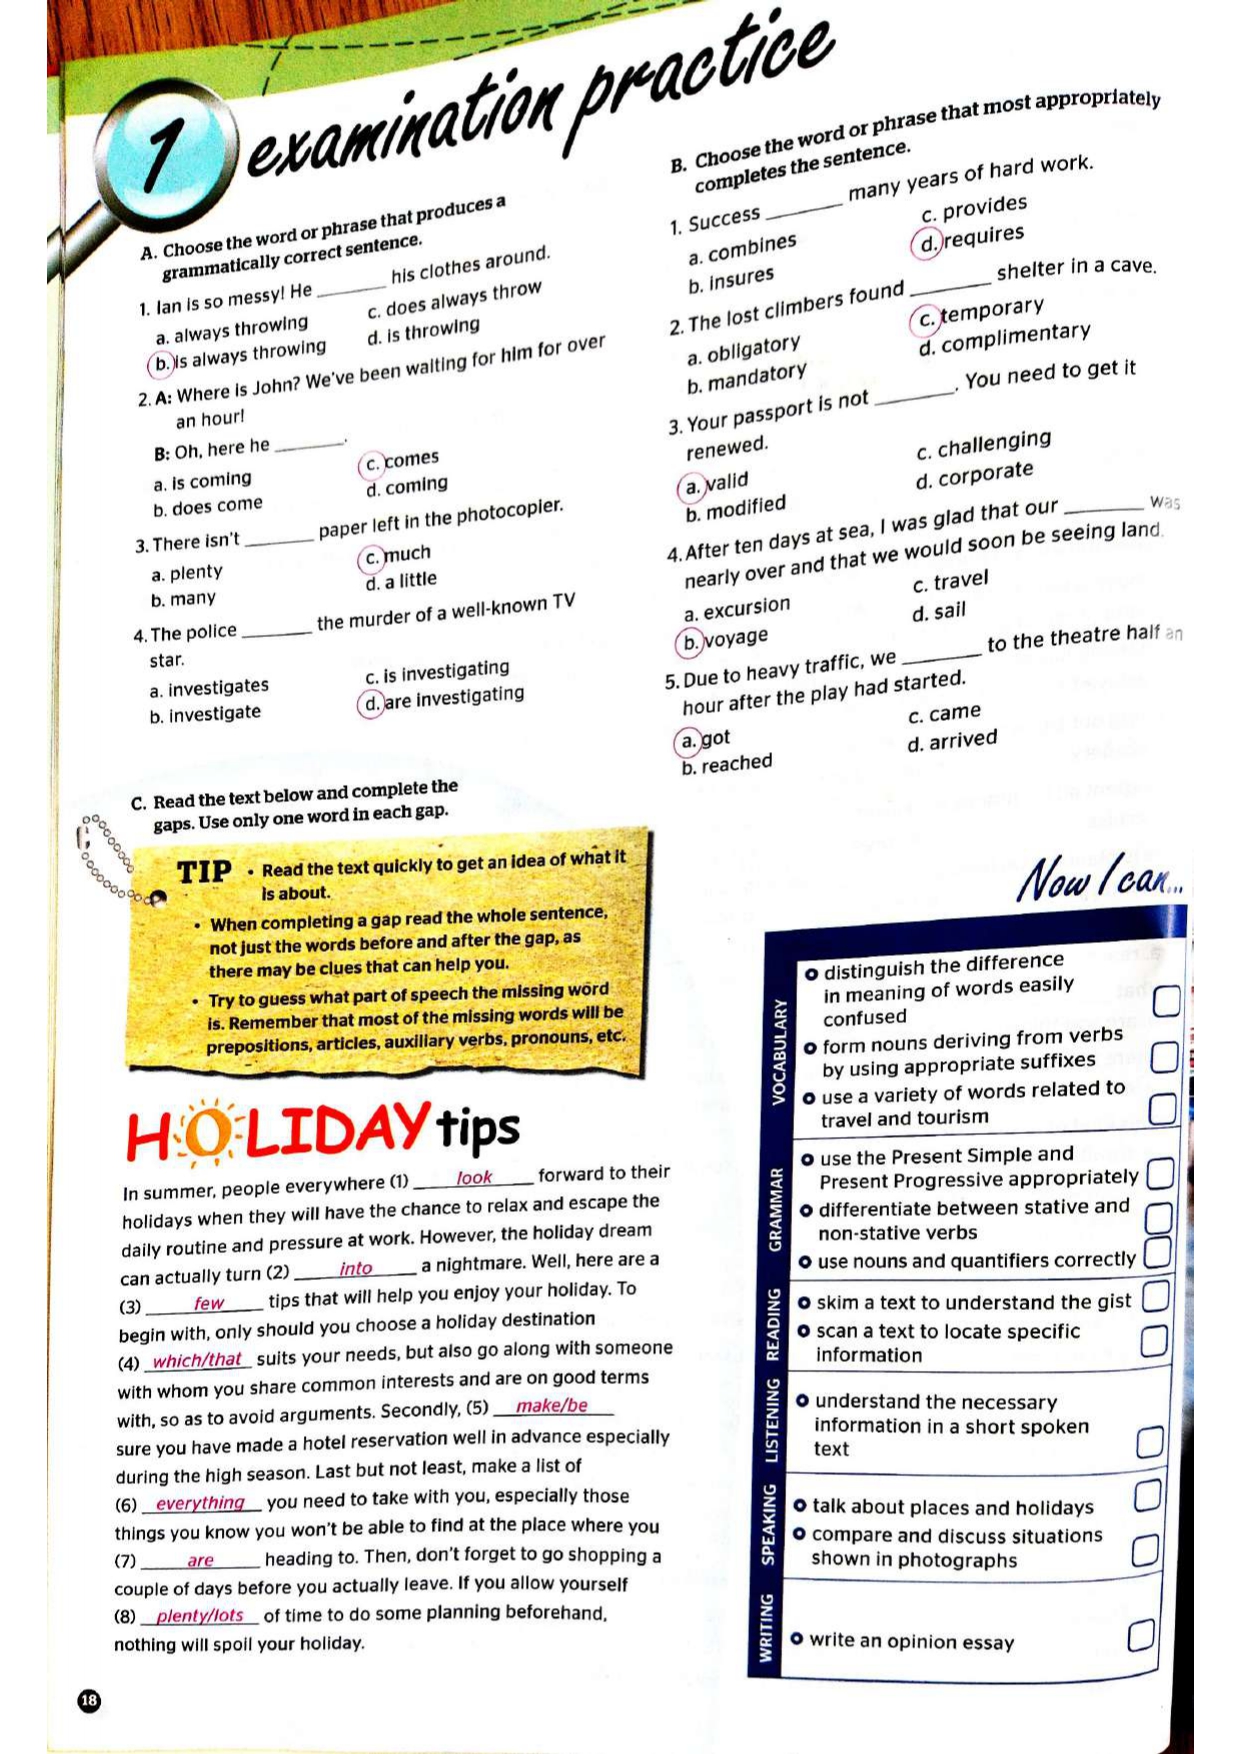 1 examination practice
A. Choose the word or phrase that produces a
grammatically correct sentence.
1. Ian is so messy! He ______ his clothes around.
a. always throwing c. does always throw
b. is always throwing d. is throwing
2. A: Where is John? We've been waiting for him for over
an hour!
B: Oh, here he ______.
a. is coming c. comes
b. does come d. coming
3. There isn't ______ paper left in the photocopier.
a. plenty c. much
b. many d. a little
4. The police ______ the murder of a well-known TV
star.
a. investigates c. is investigating
b. investigate d. are investigating
B. Choose the word or phrase that most appropriately
completes the sentence.
1. Success ______ many years of hard work.
a. combines c. provides
b. insures d. requires
2. The lost climbers found ______ shelter in a cave.
a. obligatory c. temporary
b. mandatory d. complimentary
3. Your passport is not ______. You need to get it
renewed.
a. valid c. challenging
b. modified d. corporate
4. After ten days at sea, I was glad that our ______ was
nearly over and that we would soon be seeing land.
a. excursion c. travel
b. voyage d. sail
5. Due to heavy traffic, we ______ to the theatre half an
hour after the play had started.
a. got c. came
b. reached d. arrived
C. Read the text below and complete the
gaps. Use only one word in each gap.
TIP • Read the text quickly to get an idea of what it
is about.
• When completing a gap read the whole sentence,
not just the words before and after the gap, as
there may be clues that can help you.
• Try to guess what part of speech the missing word
is. Remember that most of the missing words will be
prepositions, articles, auxiliary verbs, pronouns, etc.
HOLIDAY tips
In summer, people everywhere (1) look forward to their
holidays when they will have the chance to relax and escape the
daily routine and pressure at work. However, the holiday dream
can actually turn (2) into a nightmare. Well, here are a
(3) few tips that will help you enjoy your holiday. To
begin with, only should you choose a holiday destination
(4) which/that suits your needs, but also go along with someone
with whom you share common interests and are on good terms
with, so as to avoid arguments. Secondly, (5) make/be
sure you have made a hotel reservation well in advance especially
during the high season. Last but not least, make a list of
(6) everything you need to take with you, especially those
things you know you won't be able to find at the place where you
(7) are heading to. Then, don't forget to go shopping a
couple of days before you actually leave. If you allow yourself
(8) plenty/lots of time to do some planning beforehand,
nothing will spoil your holiday.
Now I can...
VOCABULARY
distinguish the difference
in meaning of words easily
confused
form nouns deriving from verbs
by using appropriate suffixes
use a variety of words related to
travel and tourism
GRAMMAR
use the Present Simple and
Present Progressive appropriately
differentiate between stative and
non-stative verbs
use nouns and quantifiers correctly
READING
skim a text to understand the gist
scan a text to locate specific
information
LISTENING
understand the necessary
information in a short spoken
text
SPEAKING
talk about places and holidays
compare and discuss situations
shown in photographs
WRITING
write an opinion essay
18